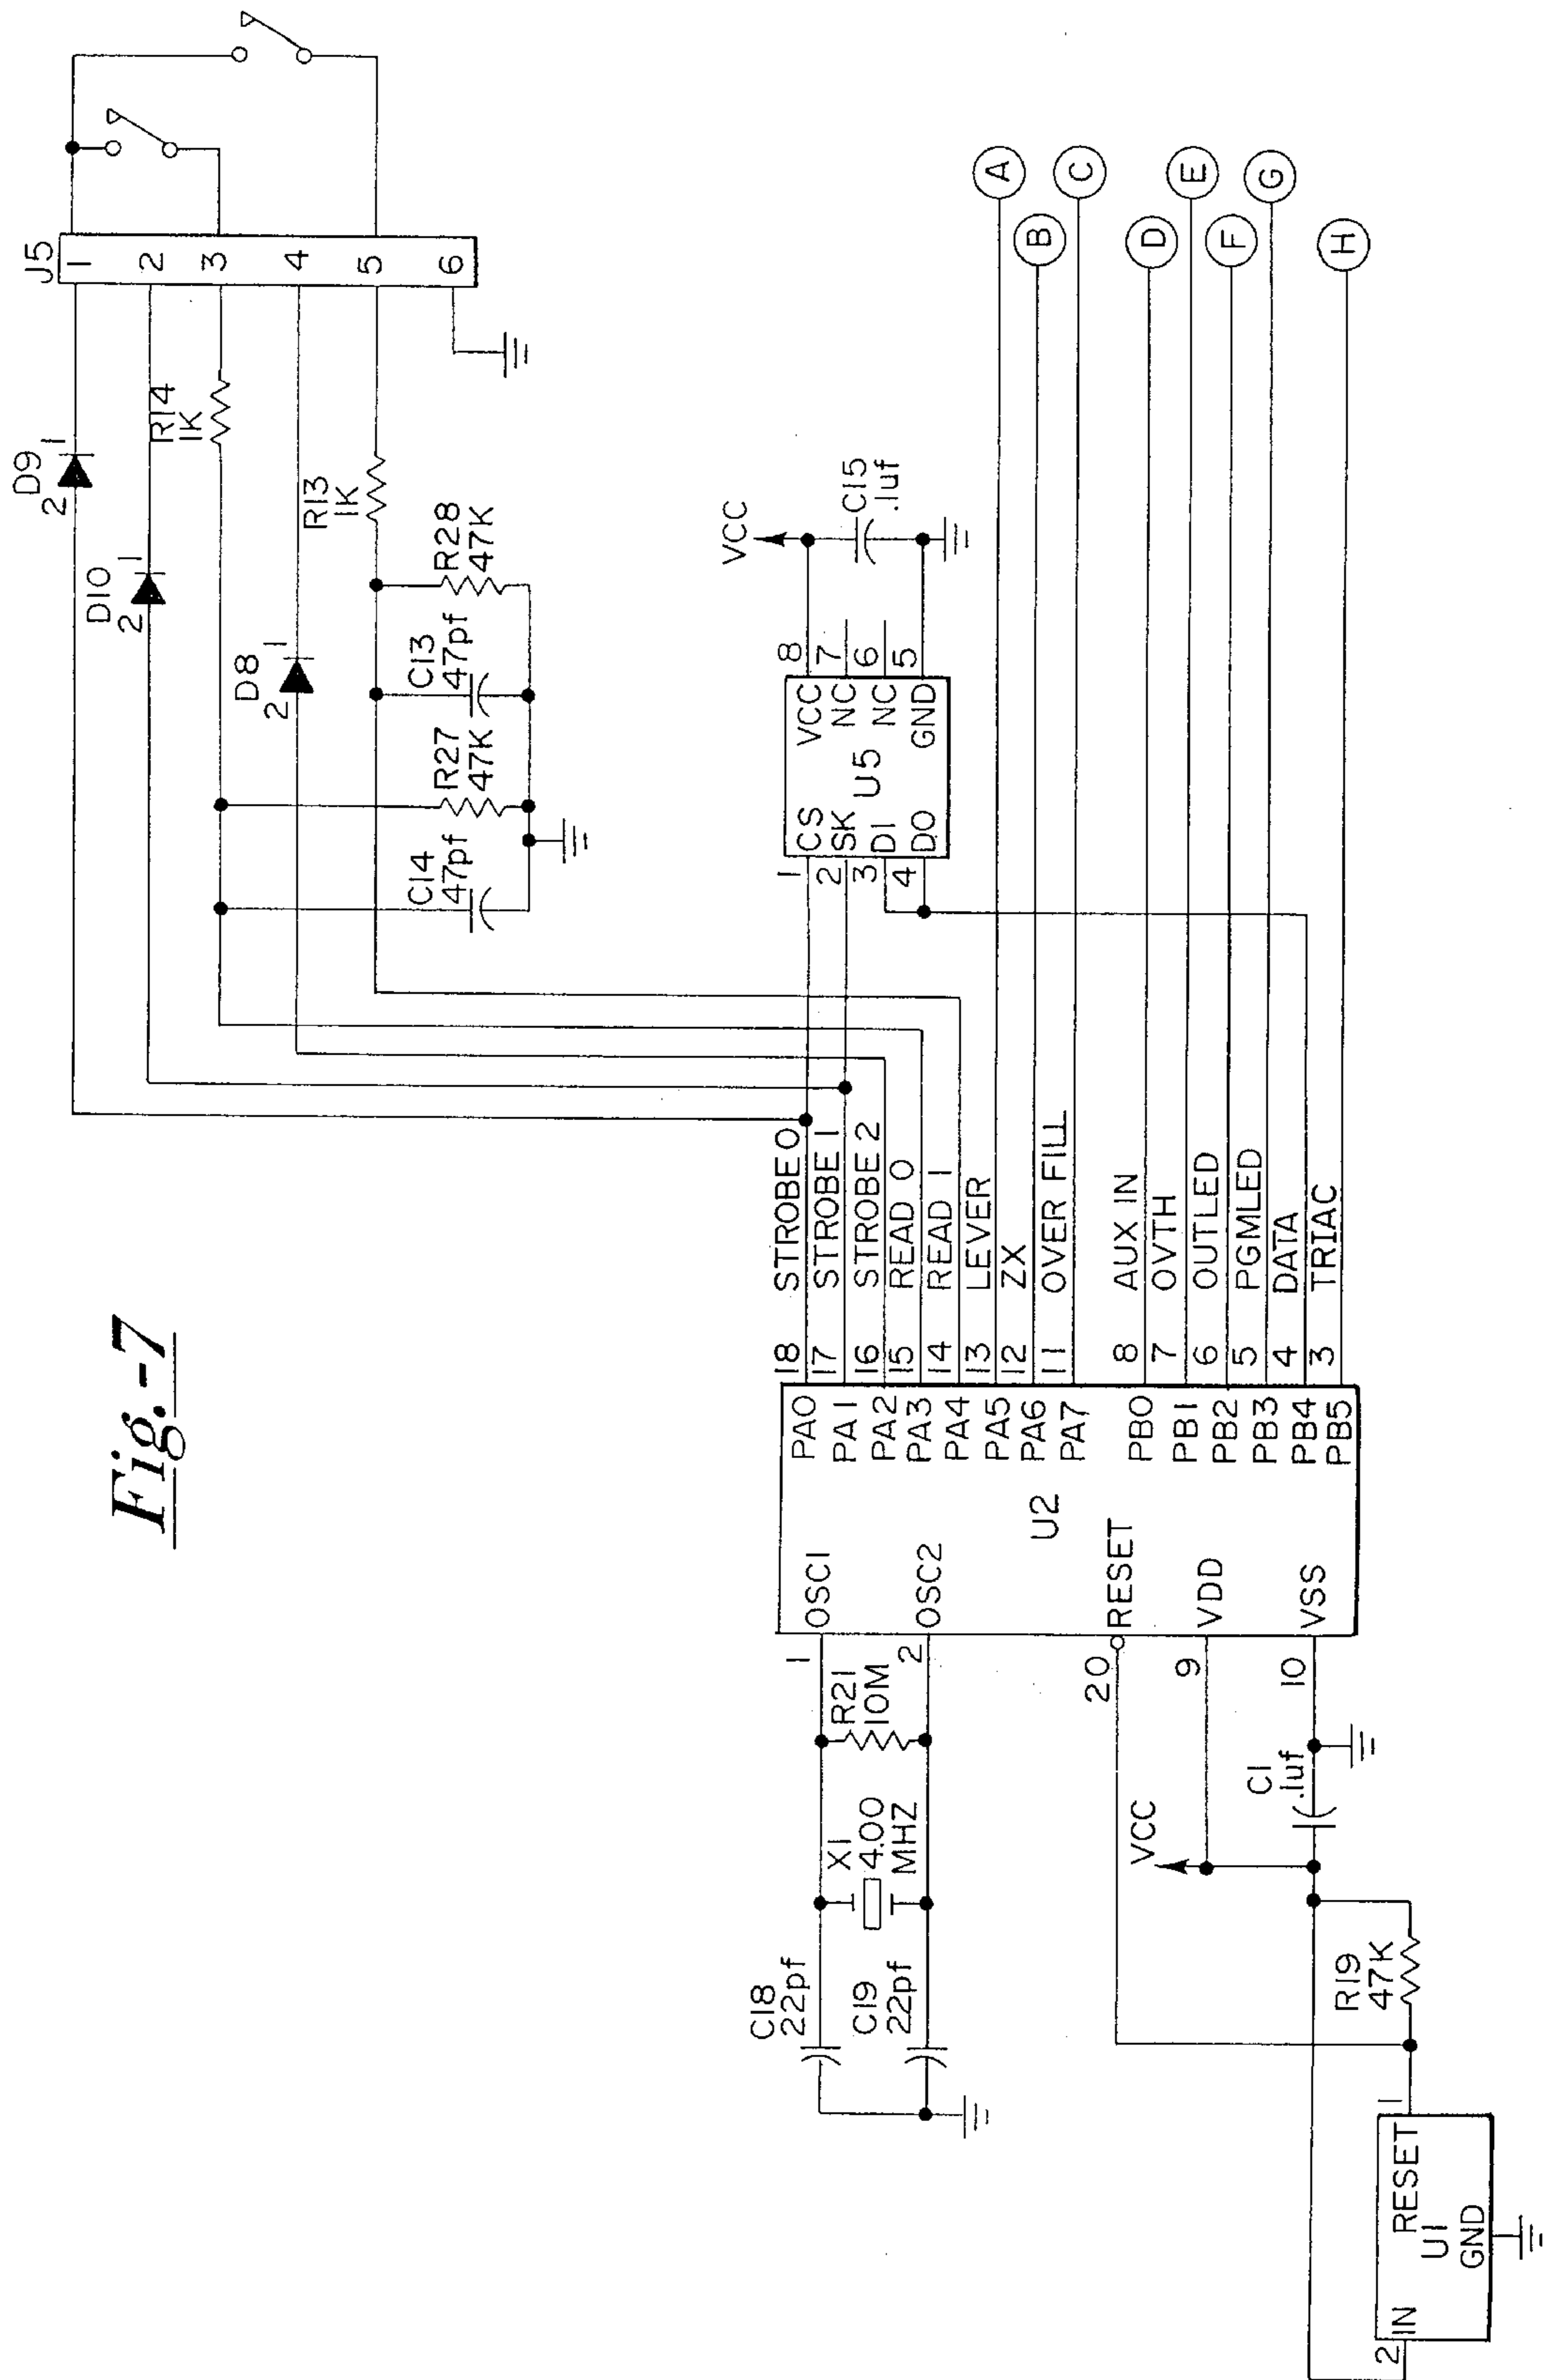 Fig.-7
J5
1
2
3
4
5
6
D9
2 1
D10
2 1
R14
1K
D8
2 1
R13
1K
C14
47pf
R27
47K
C13
47pf
R28
47K
VCC
C15
.1uf
U5
1 CS
2 SK
3 DI
4 DO
VCC 8
NC 7
NC 6
GND 5
U2
OSC1 1
OSC2 2
RESET 20
VDD 9
VSS 10
PA0 18 STROBE 0
PA1 17 STROBE 1
PA2 16 STROBE 2
PA3 15 READ 0
PA4 14 READ 1
PA5 13 LEVER
PA6 12 ZX
PA7 11 OVER FILL
PB0 8 AUX IN
PB1 7 OVTH
PB2 6 OUTLED
PB3 5 PGMLED
PB4 4 DATA
PB5 3 TRIAC
A
B
C
D
E
F
G
H
C18
22pf
C19
22pf
X1
4.00
MHZ
R21
10M
VCC
C1
.1uf
R19
47K
2 IN
RESET 1
U1
GND